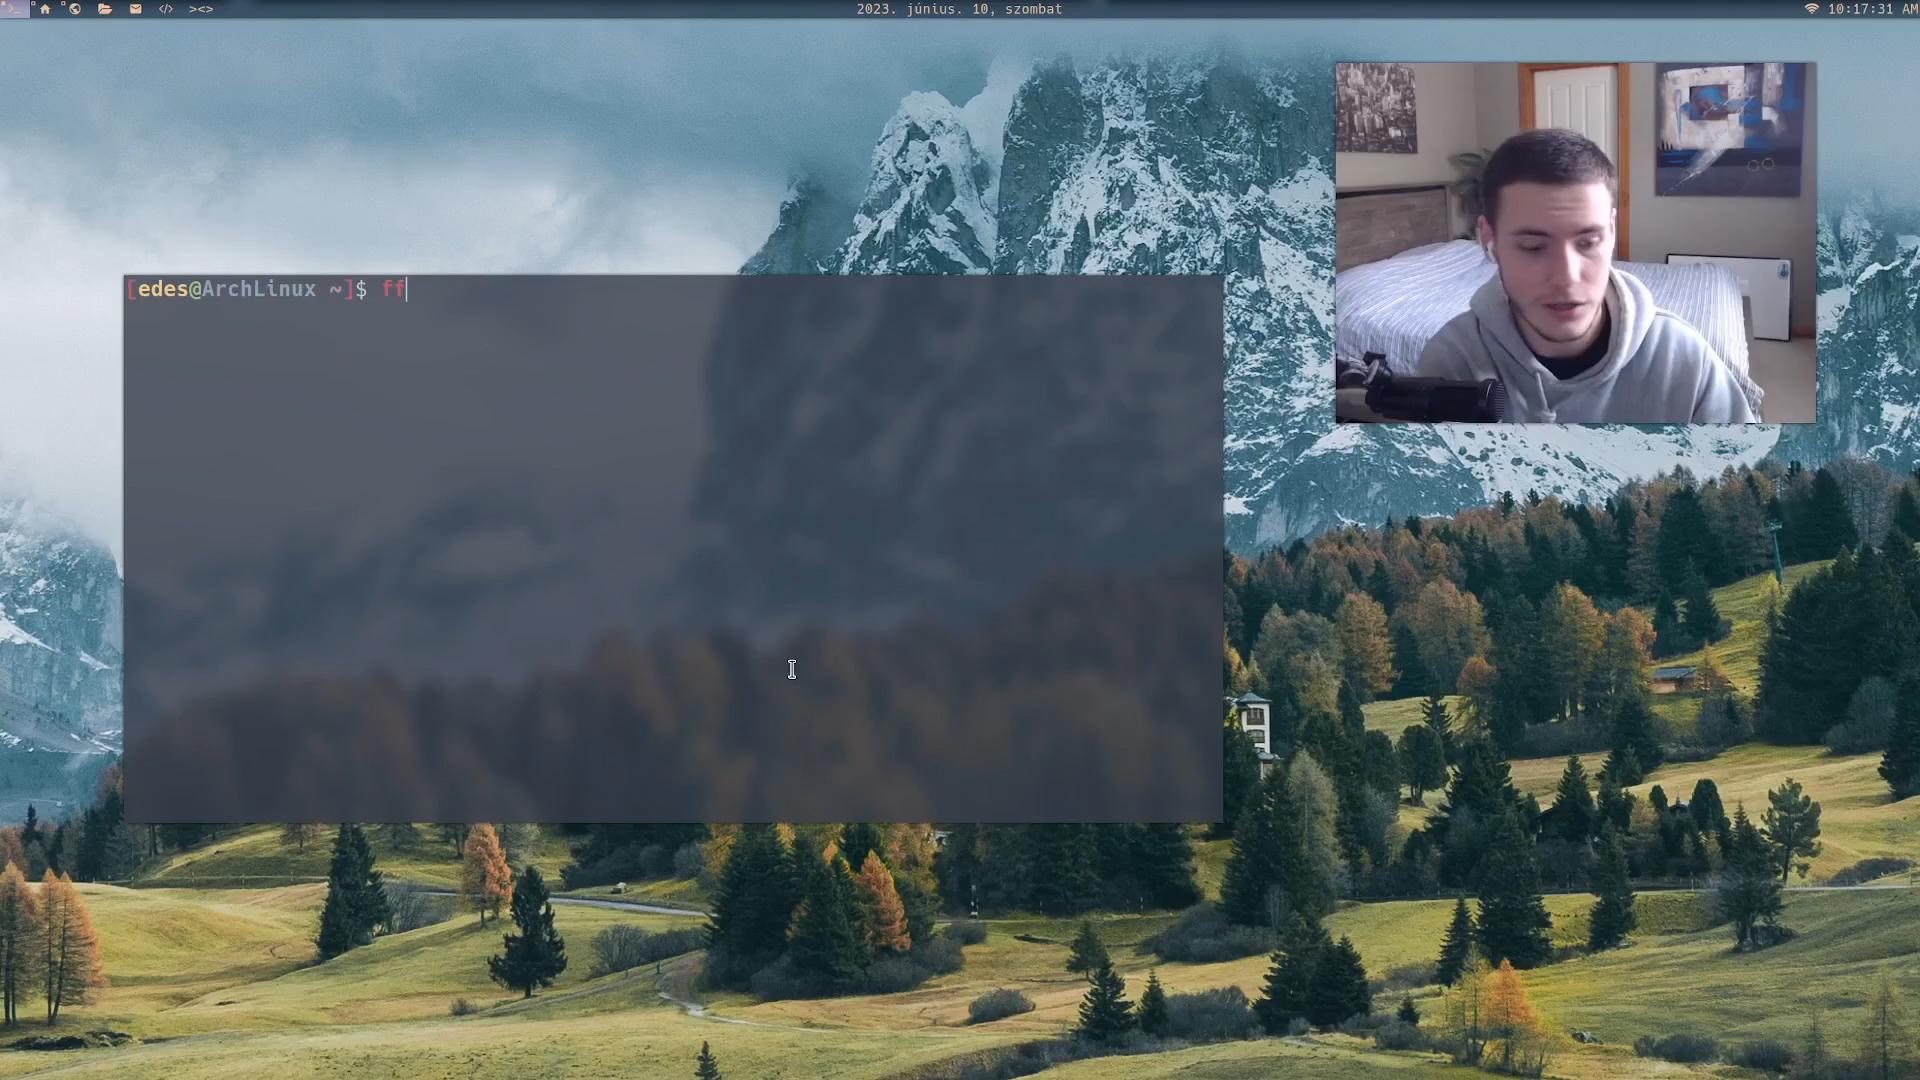 2023. június. 10, szombat
10:17:31 AM
[edes@ArchLinux ~]$ ff